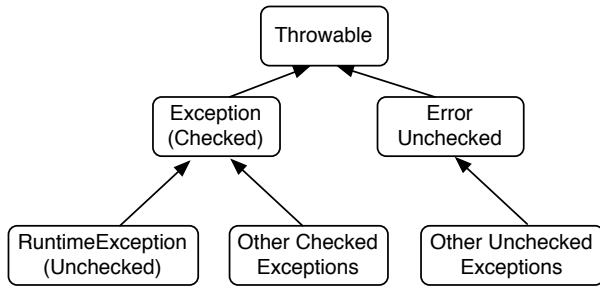 Throwable
Exception
(Checked)
Error
Unchecked
RuntimeException
(Unchecked)
Other Checked
Exceptions
Other Unchecked
Exceptions